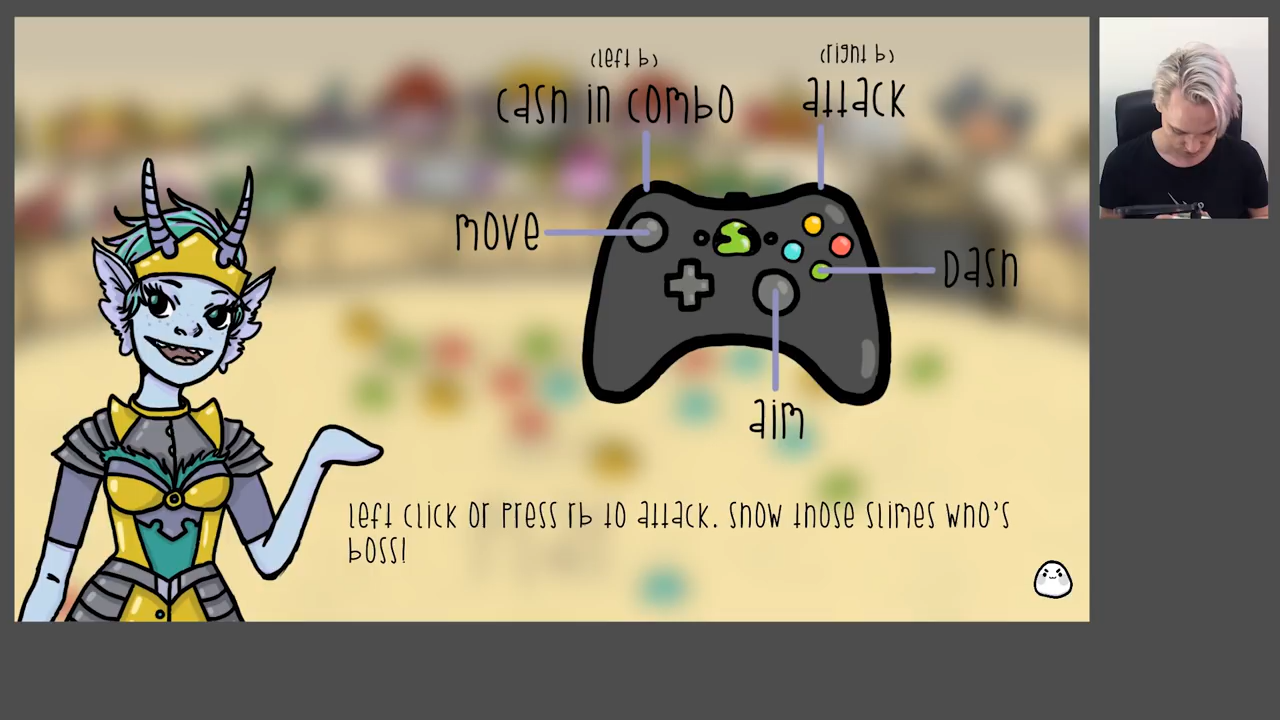 (left b)
cash in combo
(right b)
attack
move
Dash
aim
left click or press rb to attack. show those slimes who's
boss!